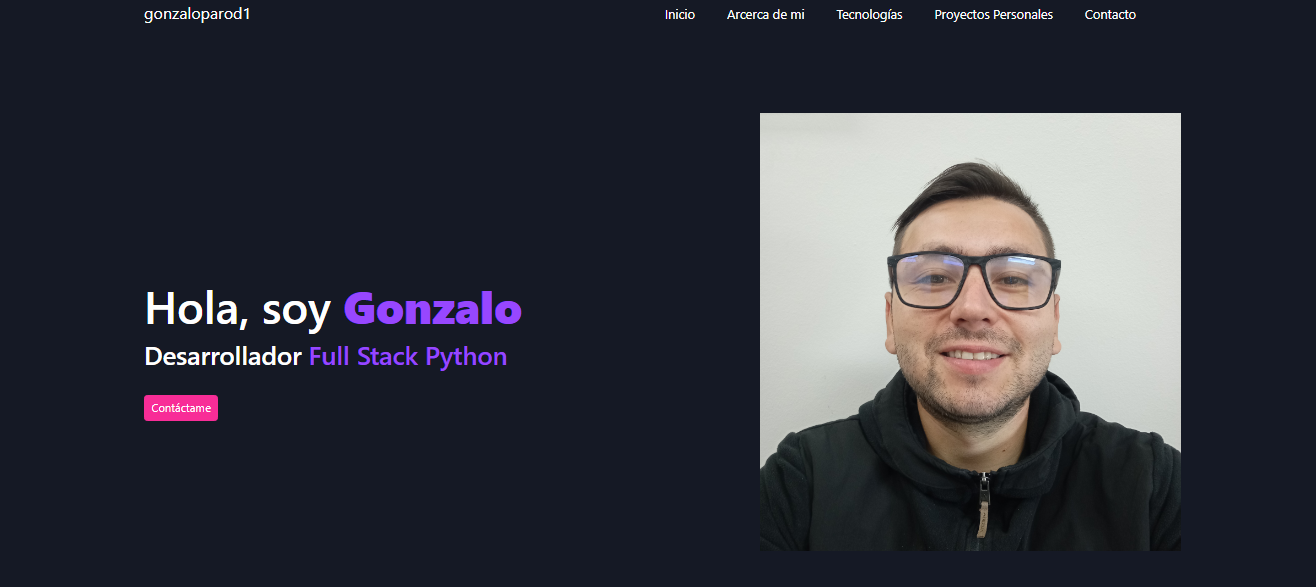 gonzaloparod1
Inicio Arcerca de mi Tecnologías Proyectos Personales Contacto
Hola, soy Gonzalo
Desarrollador Full Stack Python
Contáctame